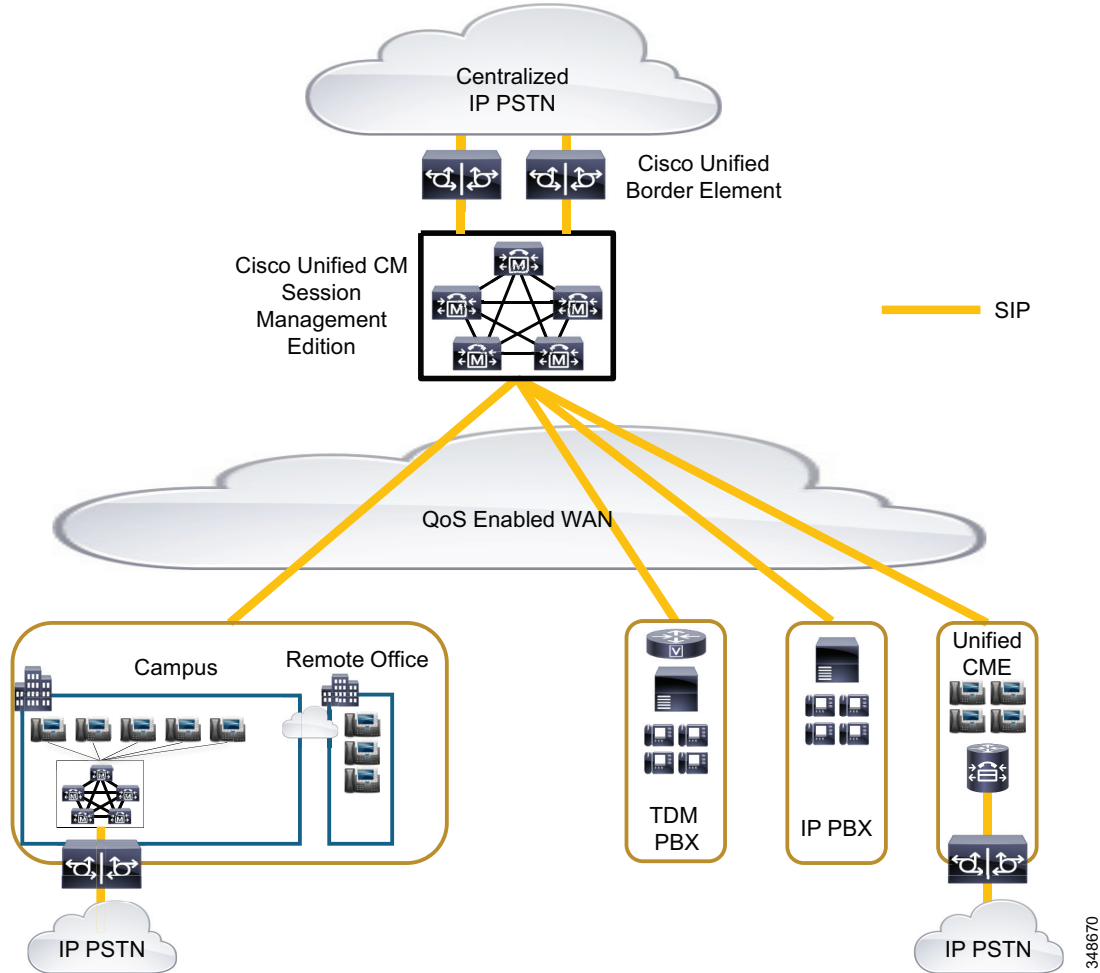 Centralized
IP PSTN
Cisco Unified
Border Element
Cisco Unified CM
Session
Management
Edition
M
M
M
M
M
SIP
QoS Enabled WAN
Campus
Remote Office
M
M
M
M
M
IP PSTN
V
TDM
PBX
IP PBX
Unified
CME
IP PSTN
348670